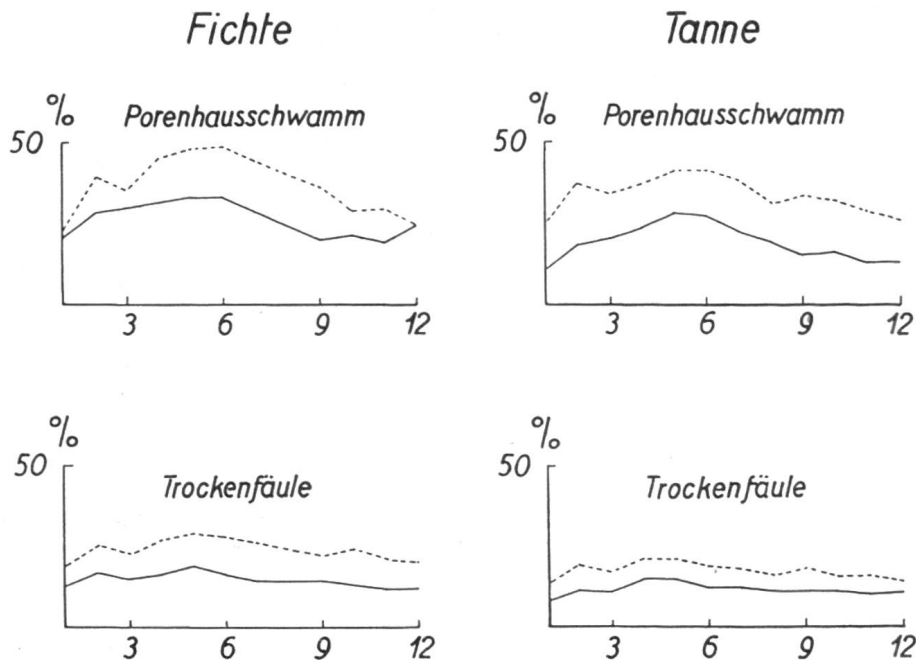 Fichte
Tanne
%
Porenhausschwamm
50
3 6 9 12
%
Porenhausschwamm
50
3 6 9 12
%
50
Trockenfäule
3 6 9 12
%
50
Trockenfäule
3 6 9 12